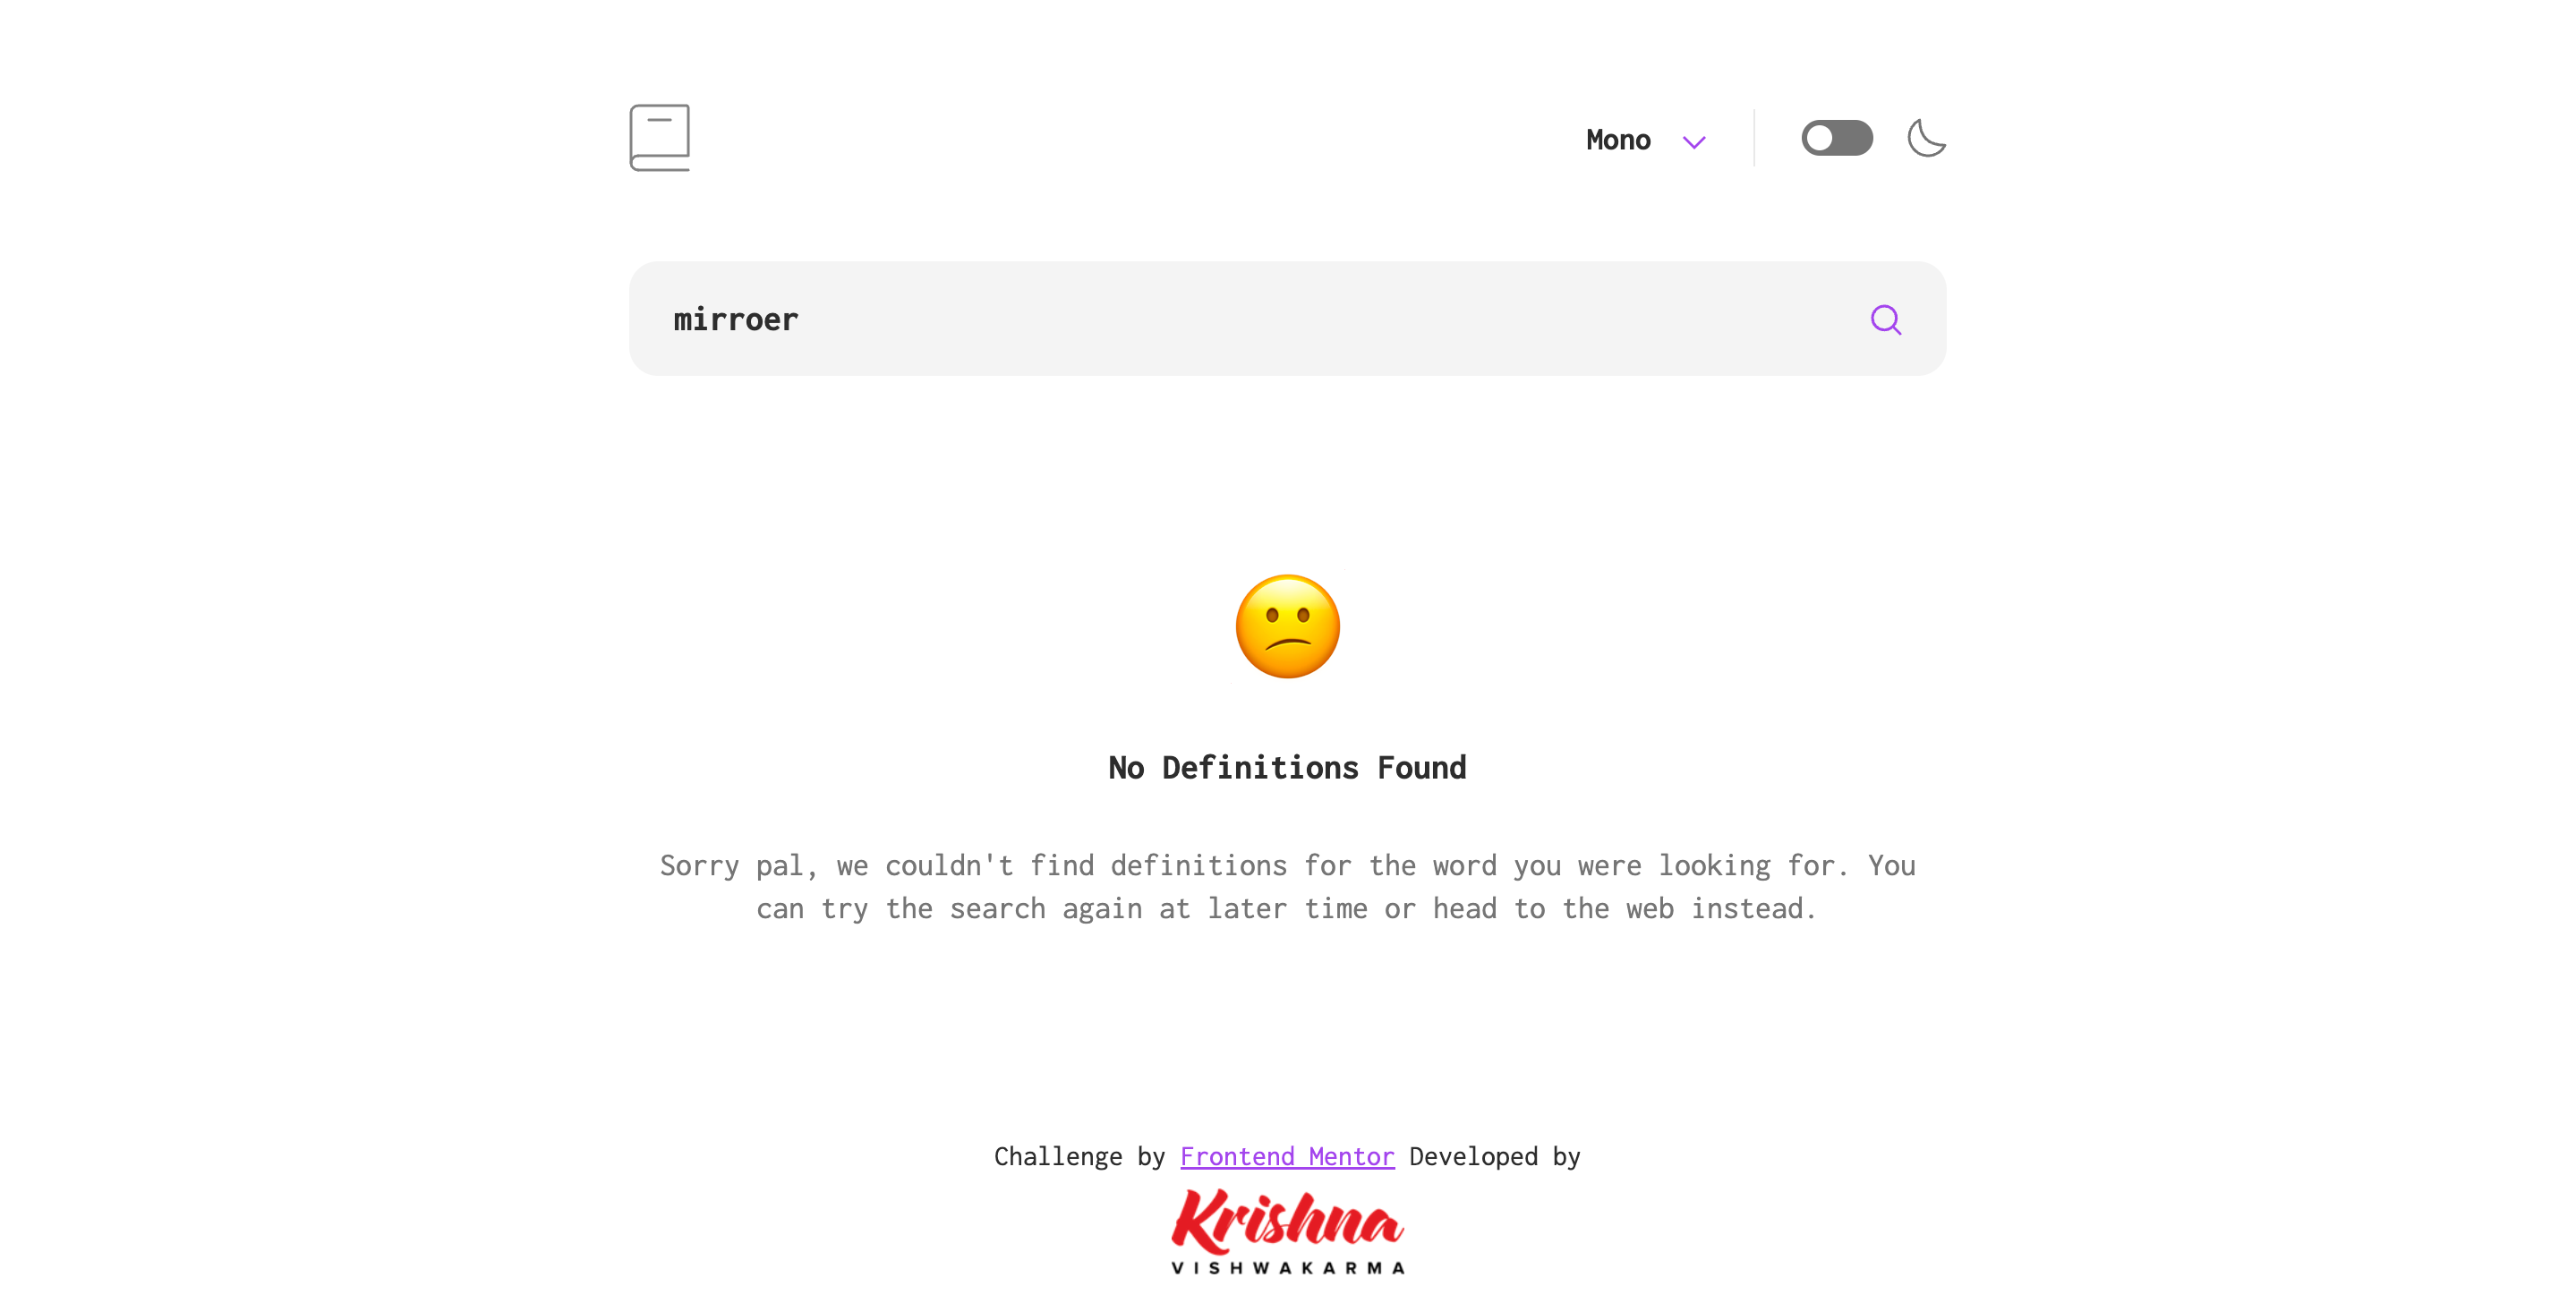 Mono
mirroer
No Definitions Found
Sorry pal, we couldn't find definitions for the word you were looking for. You
can try the search again at later time or head to the web instead.
Challenge by Frontend Mentor Developed by
Krishna
VISHWAKARMA